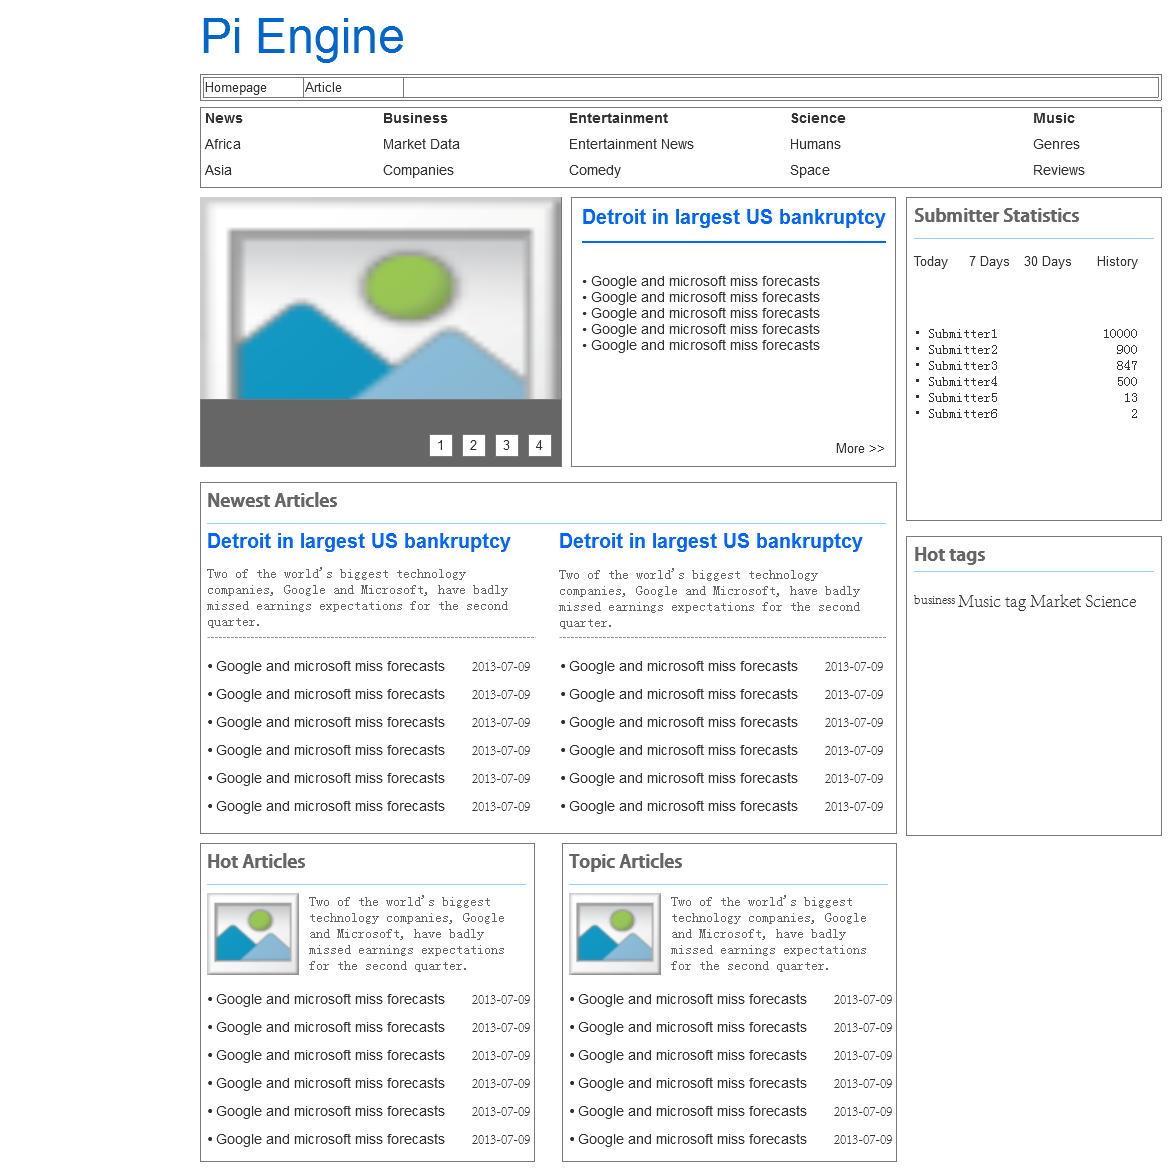 Pi Engine
Homepage Article
News Business Entertainment Science Music
Africa Market Data Entertainment News Humans Genres
Asia Companies Comedy Space Reviews
1 2 3 4
Detroit in largest US bankruptcy
• Google and microsoft miss forecasts
• Google and microsoft miss forecasts
• Google and microsoft miss forecasts
• Google and microsoft miss forecasts
• Google and microsoft miss forecasts
More >>
Submitter Statistics
Today 7 Days 30 Days History
• Submitter1 10000
• Submitter2 900
• Submitter3 847
• Submitter4 500
• Submitter5 13
• Submitter6 2
Newest Articles
Detroit in largest US bankruptcy
Two of the world's biggest technology
companies, Google and Microsoft, have badly
missed earnings expectations for the second
quarter.
• Google and microsoft miss forecasts 2013-07-09
• Google and microsoft miss forecasts 2013-07-09
• Google and microsoft miss forecasts 2013-07-09
• Google and microsoft miss forecasts 2013-07-09
• Google and microsoft miss forecasts 2013-07-09
• Google and microsoft miss forecasts 2013-07-09
Detroit in largest US bankruptcy
Two of the world's biggest technology
companies, Google and Microsoft, have badly
missed earnings expectations for the second
quarter.
• Google and microsoft miss forecasts 2013-07-09
• Google and microsoft miss forecasts 2013-07-09
• Google and microsoft miss forecasts 2013-07-09
• Google and microsoft miss forecasts 2013-07-09
• Google and microsoft miss forecasts 2013-07-09
• Google and microsoft miss forecasts 2013-07-09
Hot tags
business Music tag Market Science
Hot Articles
Two of the world's biggest
technology companies, Google
and Microsoft, have badly
missed earnings expectations
for the second quarter.
• Google and microsoft miss forecasts 2013-07-09
• Google and microsoft miss forecasts 2013-07-09
• Google and microsoft miss forecasts 2013-07-09
• Google and microsoft miss forecasts 2013-07-09
• Google and microsoft miss forecasts 2013-07-09
• Google and microsoft miss forecasts 2013-07-09
Topic Articles
Two of the world's biggest
technology companies, Google
and Microsoft, have badly
missed earnings expectations
for the second quarter.
• Google and microsoft miss forecasts 2013-07-09
• Google and microsoft miss forecasts 2013-07-09
• Google and microsoft miss forecasts 2013-07-09
• Google and microsoft miss forecasts 2013-07-09
• Google and microsoft miss forecasts 2013-07-09
• Google and microsoft miss forecasts 2013-07-09